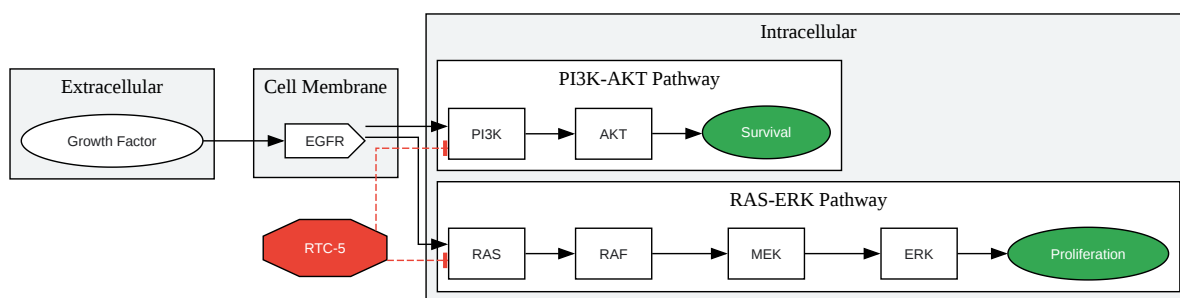 Intracellular
Extracellular
Cell Membrane
PI3K-AKT Pathway
Growth Factor
EGFR
PI3K
AKT
Survival
RAS-ERK Pathway
RTC-5
RAS
RAF
MEK
ERK
Proliferation